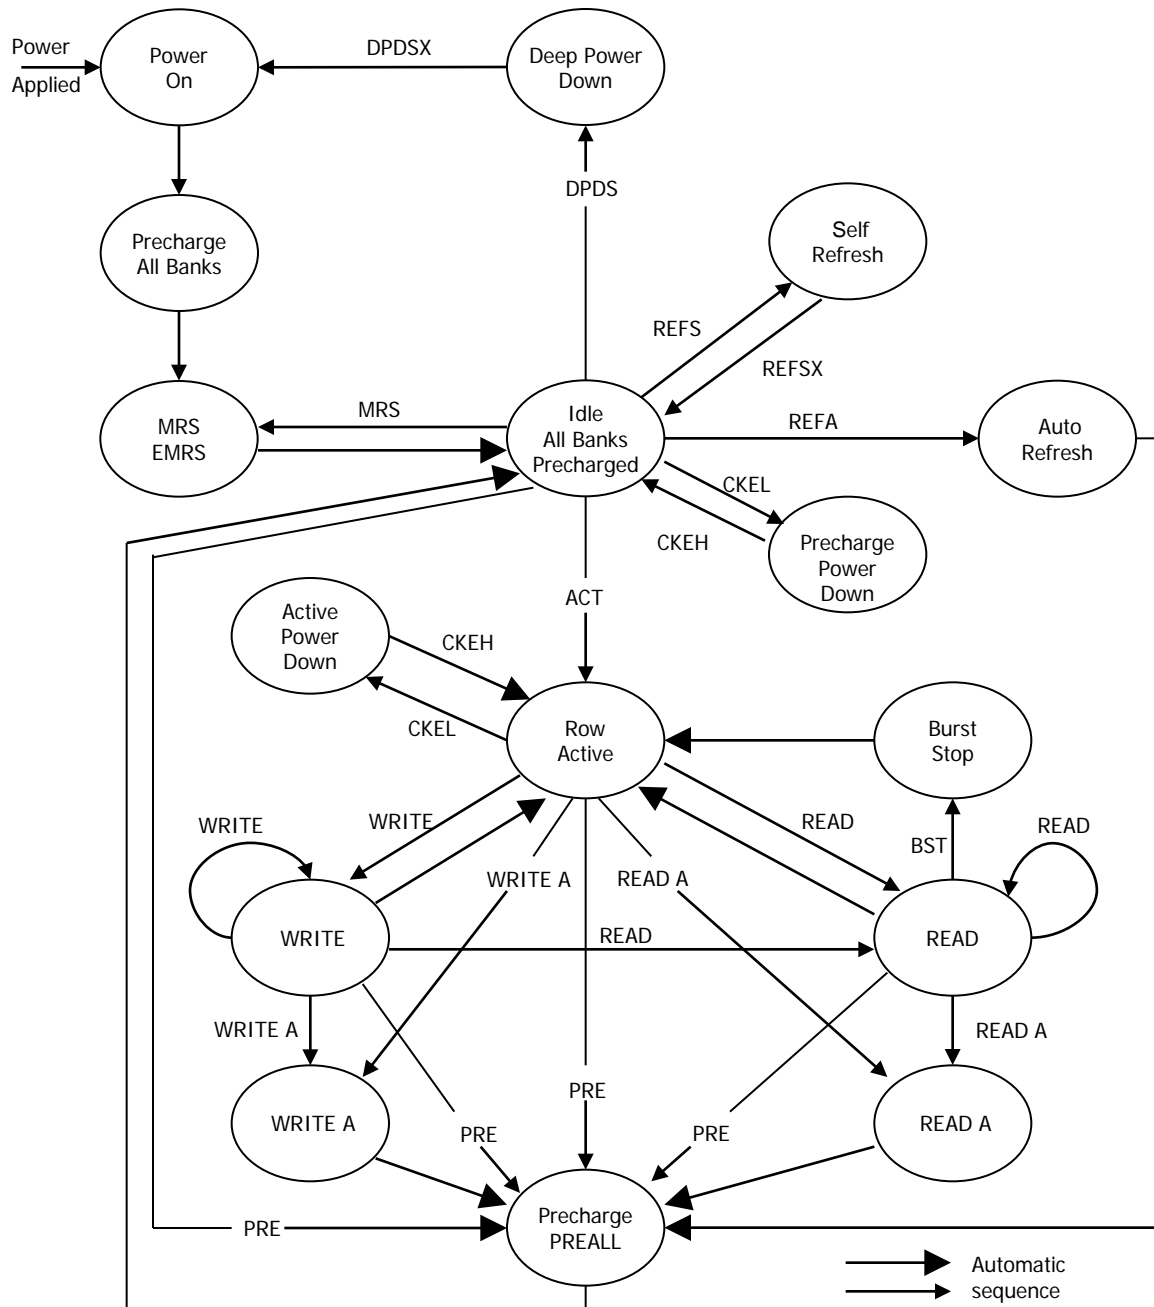 Power
Applied
Power
On
DPDSX
Deep Power
Down
DPDS
Precharge
All Banks
Self
Refresh
REFS
REFSX
MRS
EMRS
MRS
Idle
All Banks
Precharged
REFA
Auto
Refresh
CKEL
CKEH
Precharge
Power
Down
ACT
Active
Power
Down
CKEH
CKEL
Row
Active
Burst
Stop
WRITE
WRITE
READ
BST
READ
WRITE A
READ A
WRITE
READ
READ
WRITE A
READ A
PRE
WRITE A
PRE
PRE
READ A
PRE
Precharge
PREALL
Automatic
sequence